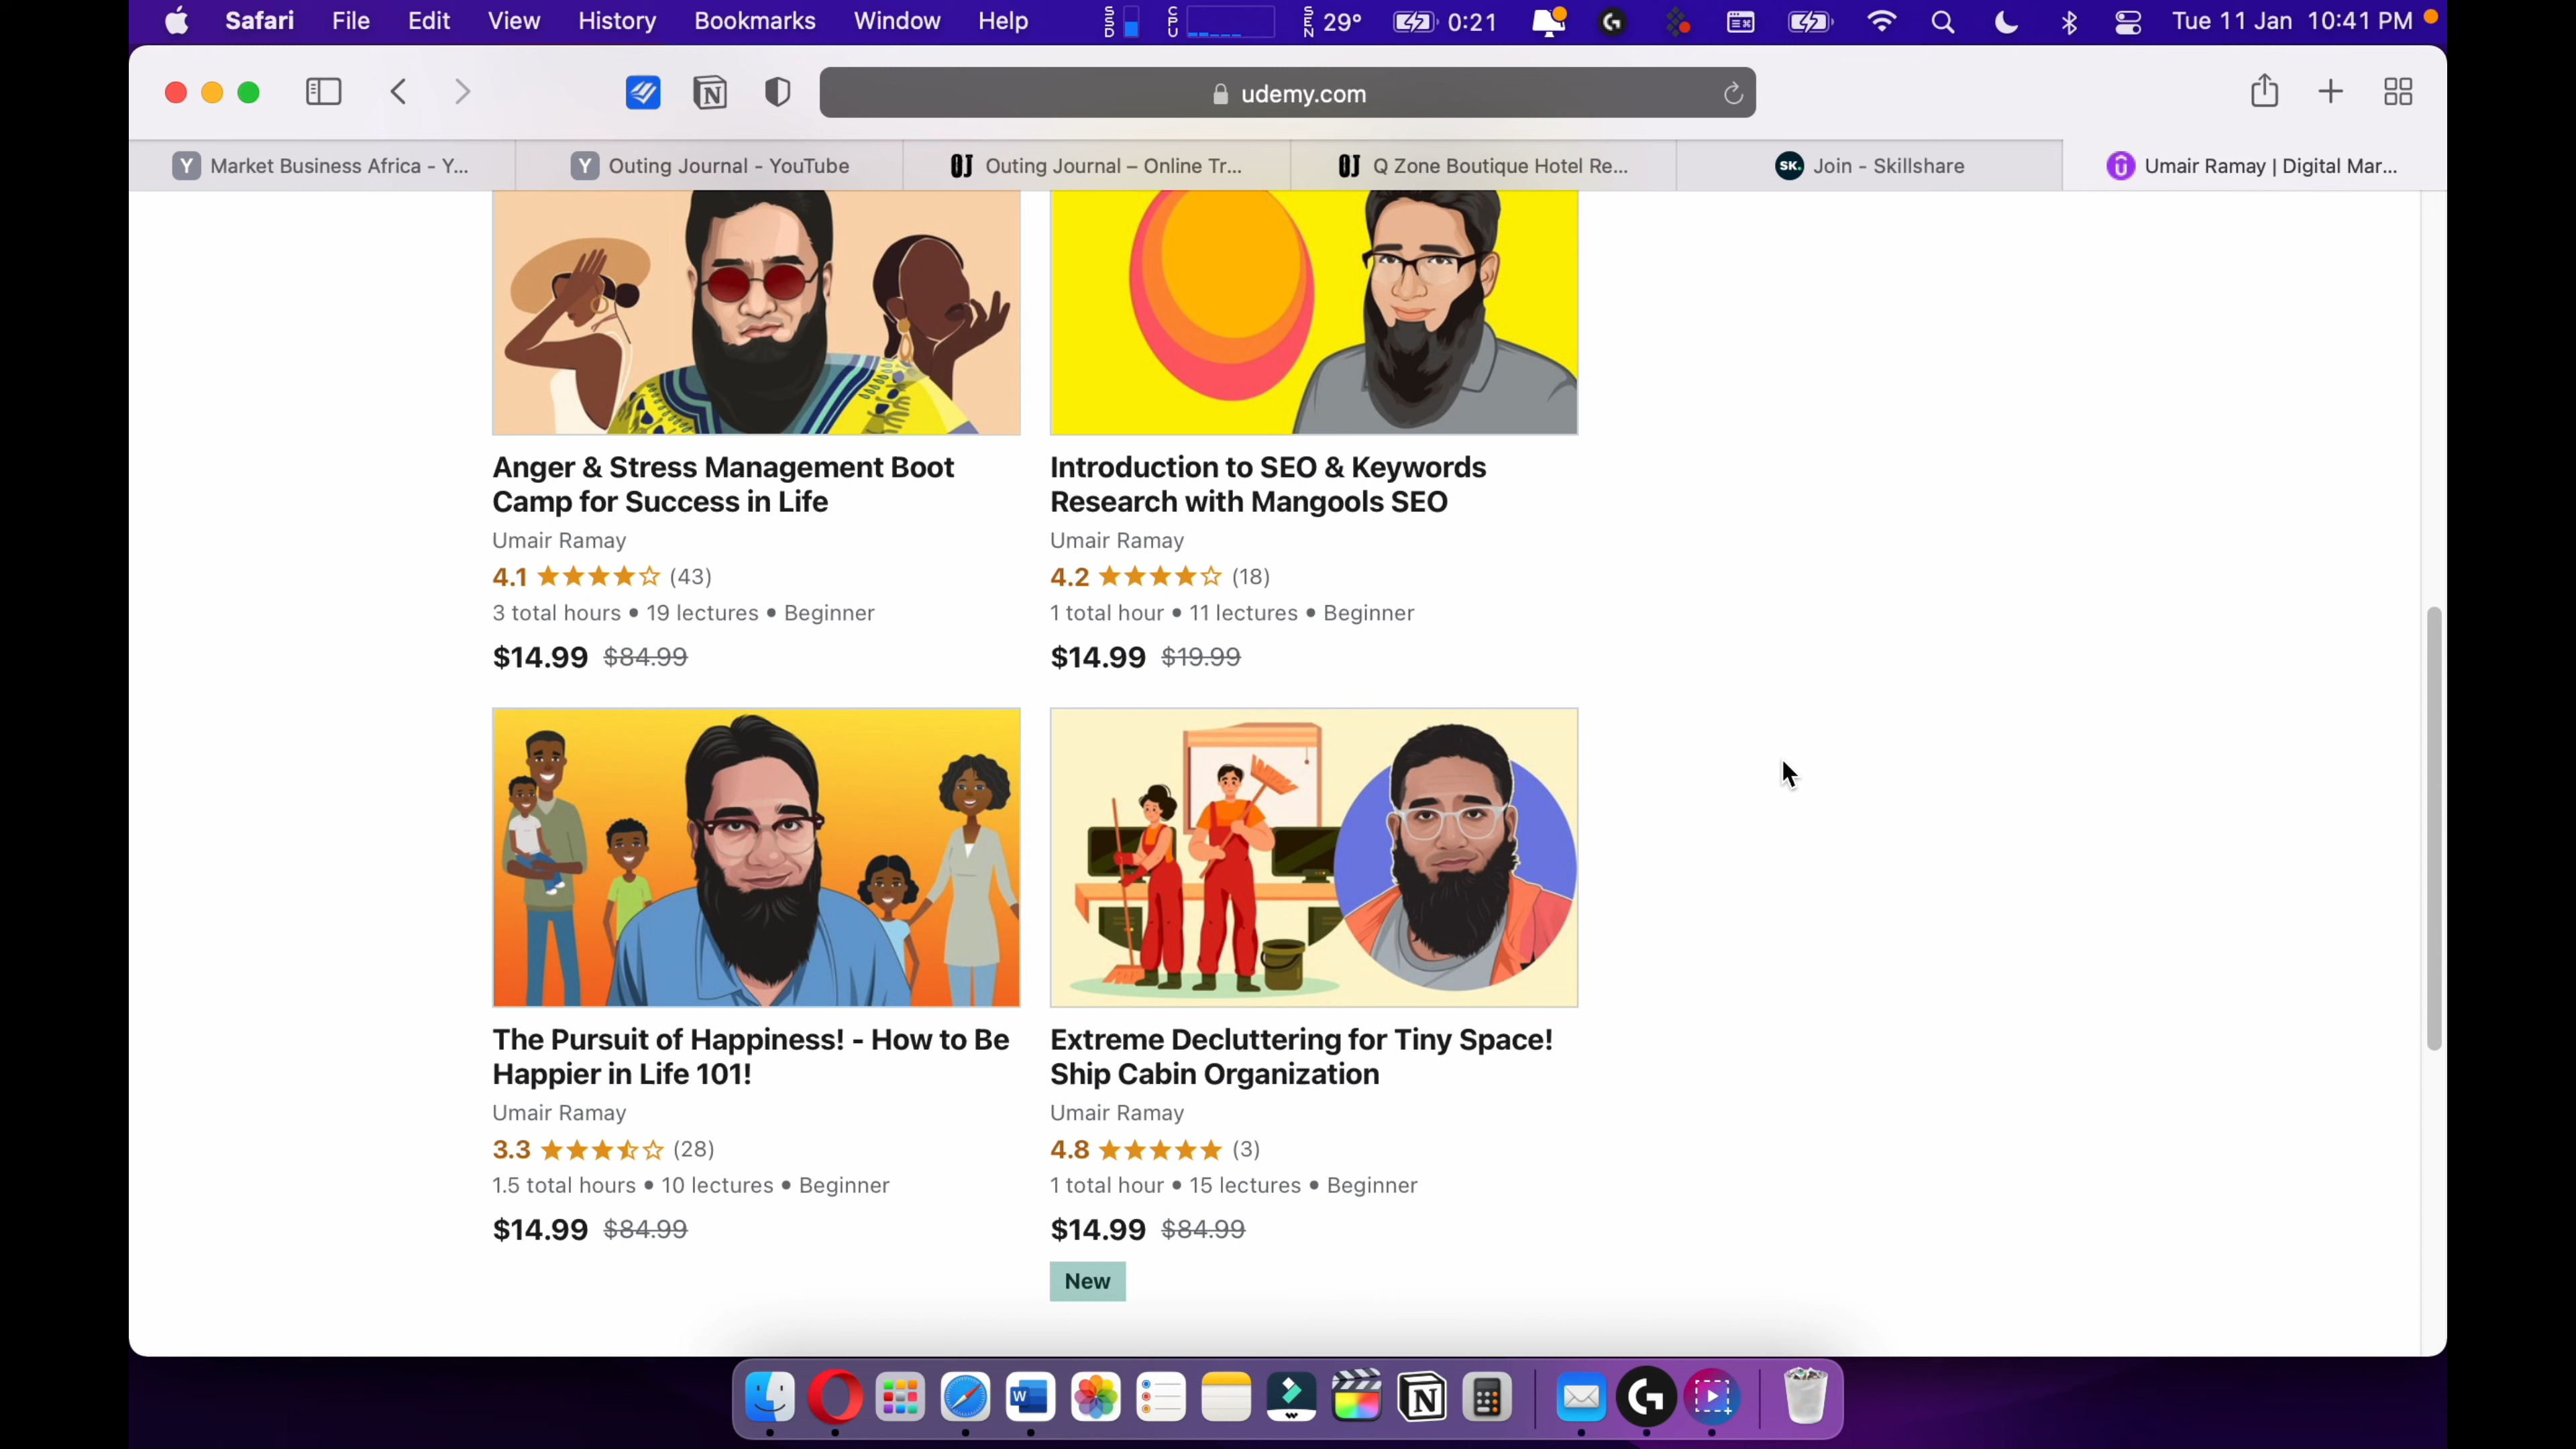 Safari File Edit View History Bookmarks Window Help SSD CPU SEN 29° 0:21 Tue 11 Jan 10:41 PM
udemy.com
Y Market Business Africa - Y... Y Outing Journal - YouTube OJ Outing Journal – Online Tr... OJ Q Zone Boutique Hotel Re... SK. Join - Skillshare Umair Ramay | Digital Mar...
Anger & Stress Management Boot
Camp for Success in Life
Umair Ramay
4.1 (43)
3 total hours • 19 lectures • Beginner
$14.99 $84.99
Introduction to SEO & Keywords
Research with Mangools SEO
Umair Ramay
4.2 (18)
1 total hour • 11 lectures • Beginner
$14.99 $19.99
The Pursuit of Happiness! - How to Be
Happier in Life 101!
Umair Ramay
3.3 (28)
1.5 total hours • 10 lectures • Beginner
$14.99 $84.99
Extreme Decluttering for Tiny Space!
Ship Cabin Organization
Umair Ramay
4.8 (3)
1 total hour • 15 lectures • Beginner
$14.99 $84.99
New